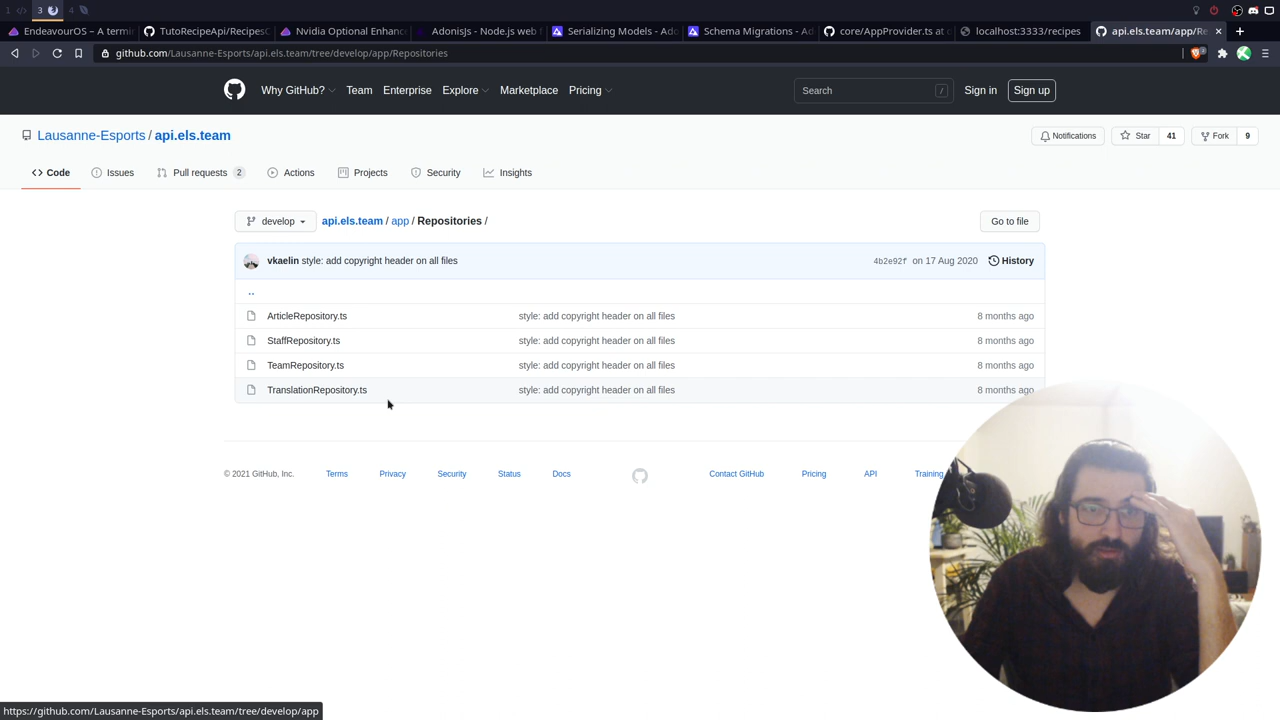 1 3 4
EndeavourOS – A termin TutoRecipeApi/RecipesC Nvidia Optional Enhance AdonisJs - Node.js web f Serializing Models - Ado Schema Migrations - Ad core/AppProvider.ts at d localhost:3333/recipes api.els.team/app/Re
github.com/Lausanne-Esports/api.els.team/tree/develop/app/Repositories
Why GitHub? Team Enterprise Explore Marketplace Pricing Search / Sign in Sign up
Lausanne-Esports / api.els.team Notifications Star 41 Fork 9
Code Issues Pull requests 2 Actions Projects Security Insights
develop api.els.team / app / Repositories / Go to file
vkaelin style: add copyright header on all files 4b2e92f on 17 Aug 2020 History
..
ArticleRepository.ts style: add copyright header on all files 8 months ago
StaffRepository.ts style: add copyright header on all files 8 months ago
TeamRepository.ts style: add copyright header on all files 8 months ago
TranslationRepository.ts style: add copyright header on all files 8 months ago
© 2021 GitHub, Inc. Terms Privacy Security Status Docs Contact GitHub Pricing API Training
https://github.com/Lausanne-Esports/api.els.team/tree/develop/app